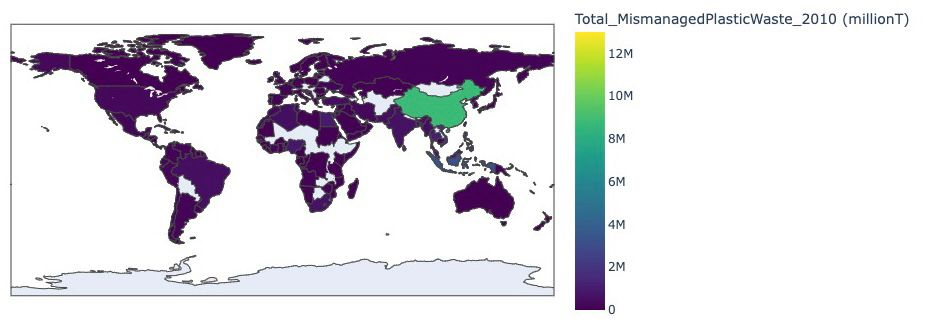 Total_MismanagedPlasticWaste_2010 (millionT)
12M
10M
8M
6M
4M
2M
0